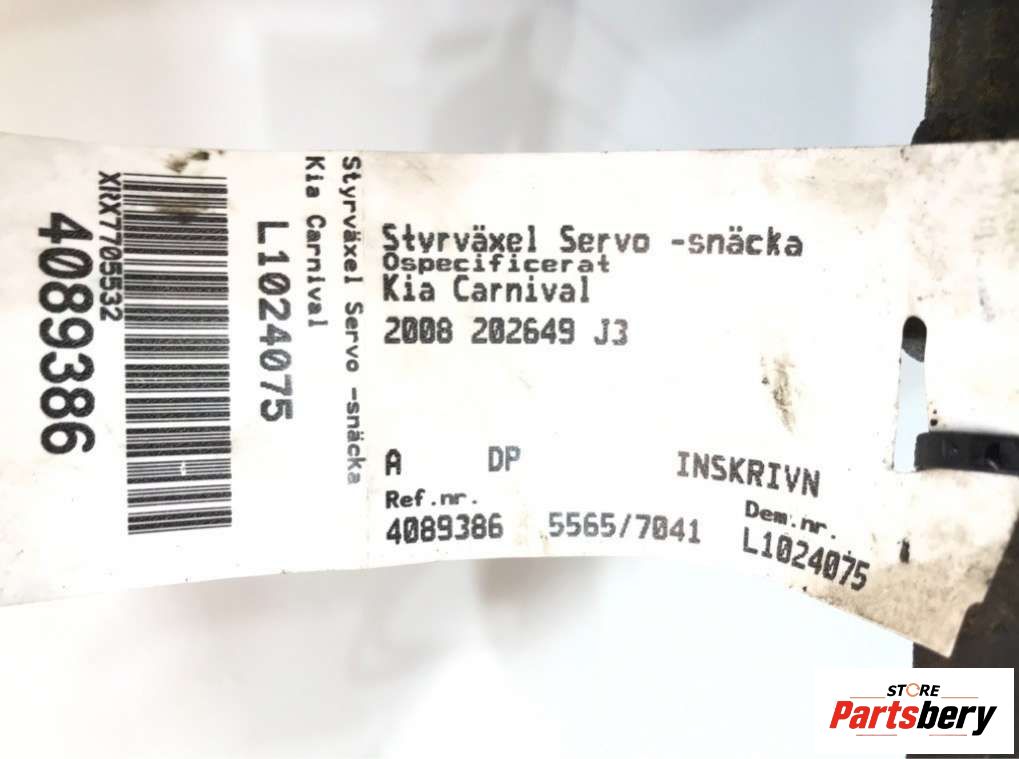 4089386
XRX7705532
L1024075
Kia Carnival
Styrväxel Servo -snäcka
Styrväxel Servo -snäcka
Ospecificerat
Kia Carnival
2008 202649 J3
A DP INSKRIVN
Ref.nr. Dem.nr.
4089386 5565/7041 L1024075
STORE
Partsbery